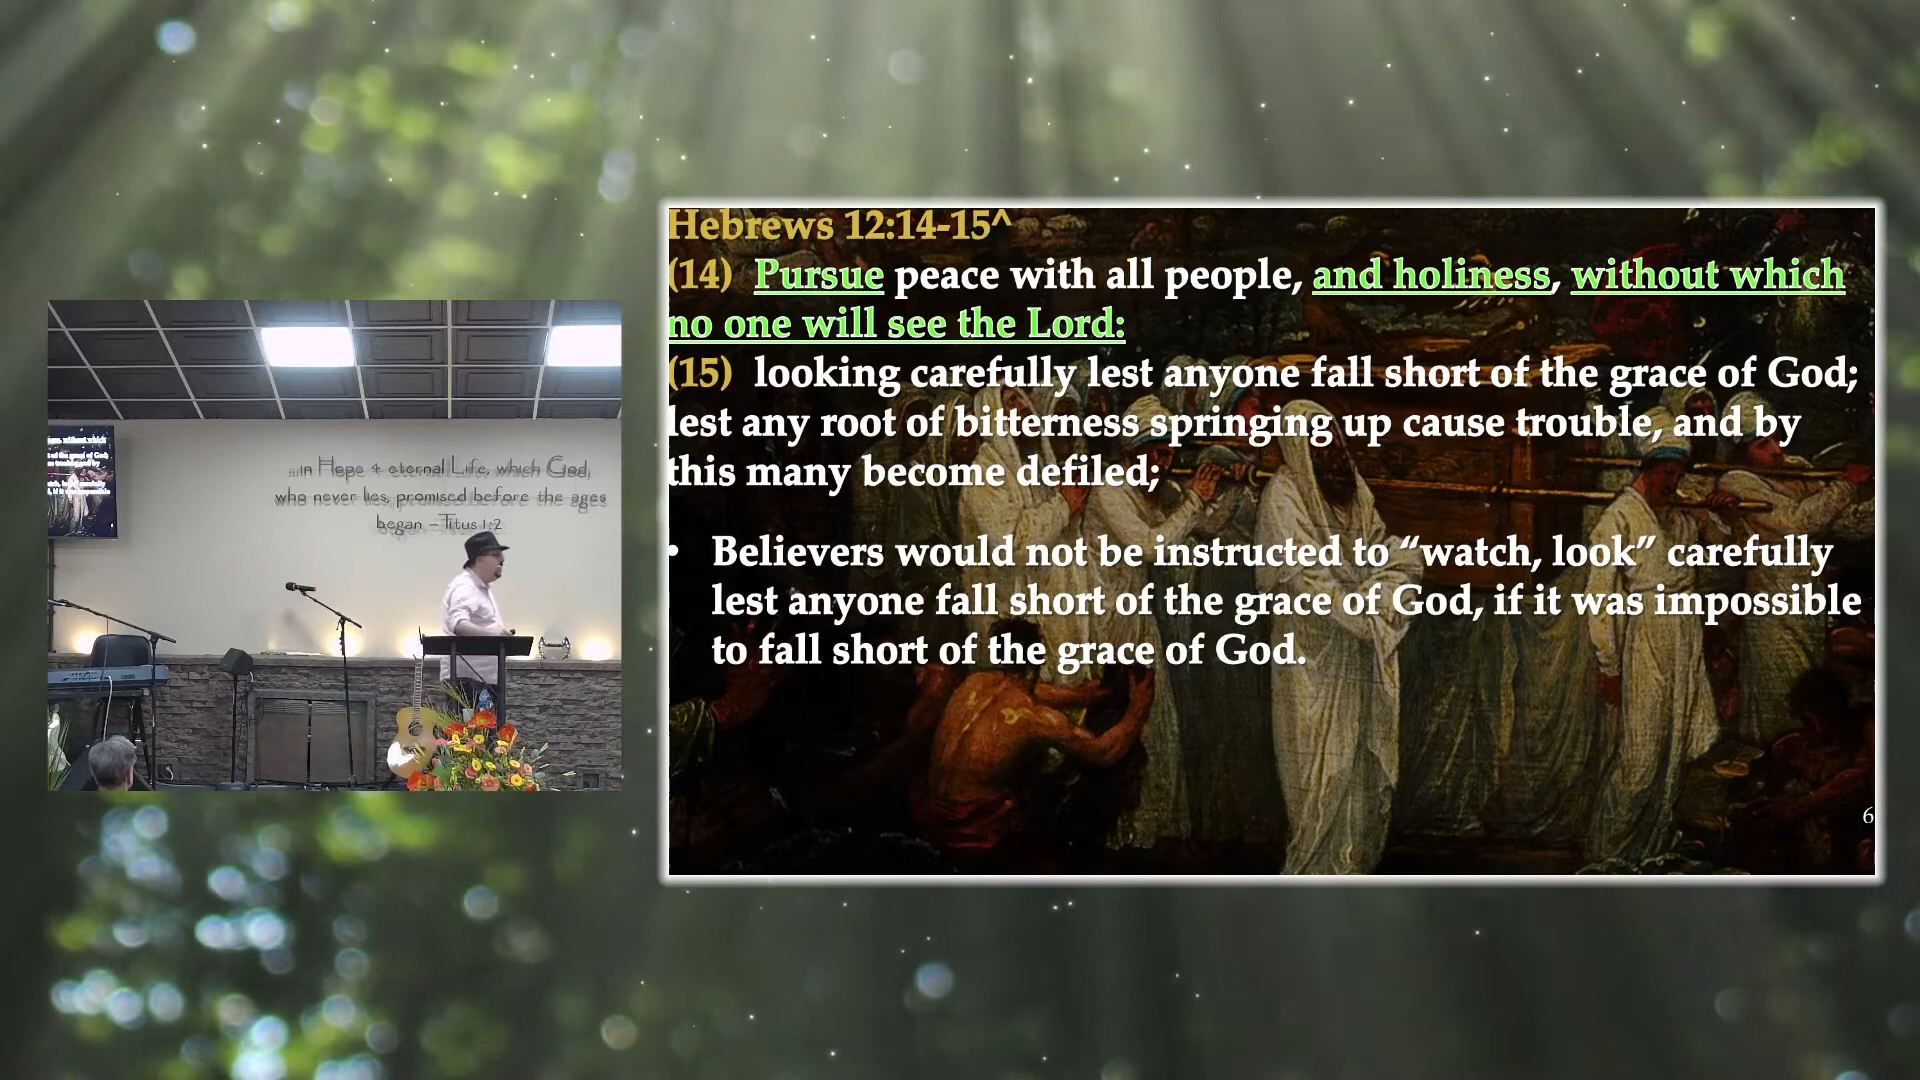 Hebrews 12:14-15^
(14) Pursue peace with all people, and holiness, without which
no one will see the Lord:
(15) looking carefully lest anyone fall short of the grace of God;
lest any root of bitterness springing up cause trouble, and by
this many become defiled;
• Believers would not be instructed to “watch, look” carefully
lest anyone fall short of the grace of God, if it was impossible
to fall short of the grace of God.
6
...in Hope of eternal Life, which God,
who never lies, promised before the ages
began – Titus 1:2